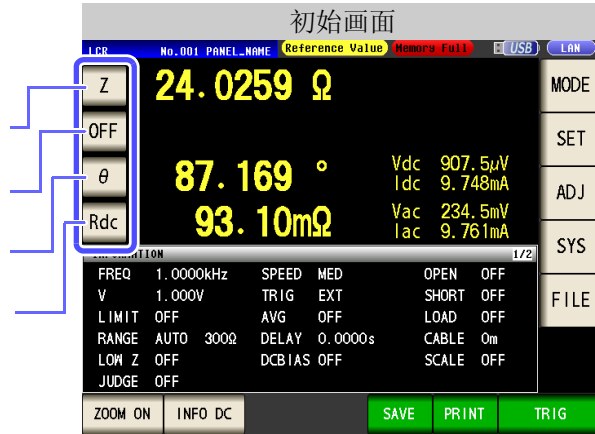 初始画面
LCR No.001 PANEL_NAME Reference Value Memory Full USB LAN
Z 24.0259 Ω MODE
OFF SET
θ 87.169 ° Vdc 907.5μV
Idc 9.748mA ADJ
Rdc 93.10mΩ Vac 234.5mV
Iac 9.761mA SYS
INFORMATION 1/2
FREQ 1.0000kHz SPEED MED OPEN OFF
V 1.000V TRIG EXT SHORT OFF FILE
LIMIT OFF AVG OFF LOAD OFF
RANGE AUTO 300Ω DELAY 0.0000s CABLE 0m
LOW Z OFF DCBIAS OFF SCALE OFF
JUDGE OFF
ZOOM ON INFO DC SAVE PRINT TRIG